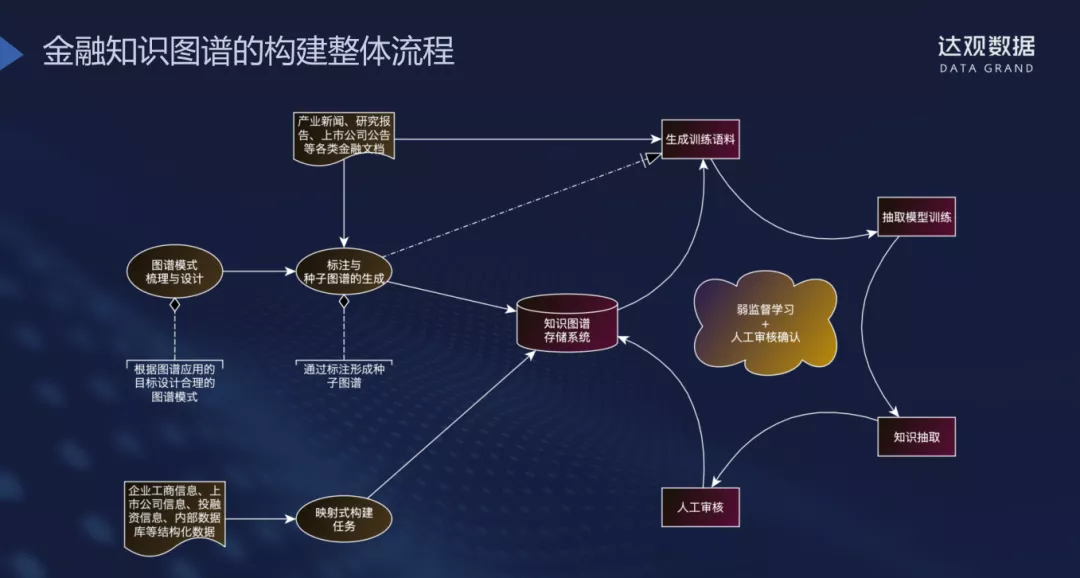 金融知识图谱的构建整体流程
达观数据
DATA GRAND
产业新闻、研究报
告、上市公司公告
等各类金融文档
生成训练语料
抽取模型训练
图谱模式
梳理与设计
标注与
种子图谱的生成
知识图谱
存储系统
弱监督学习
+
人工审核确认
根据图谱应用的
目标设计合理的
图谱模式
通过标注形成种
子图谱
知识抽取
企业工商信息、上
市公司信息、投融
资信息、内部数据
库等结构化数据
映射式构建
任务
人工审核